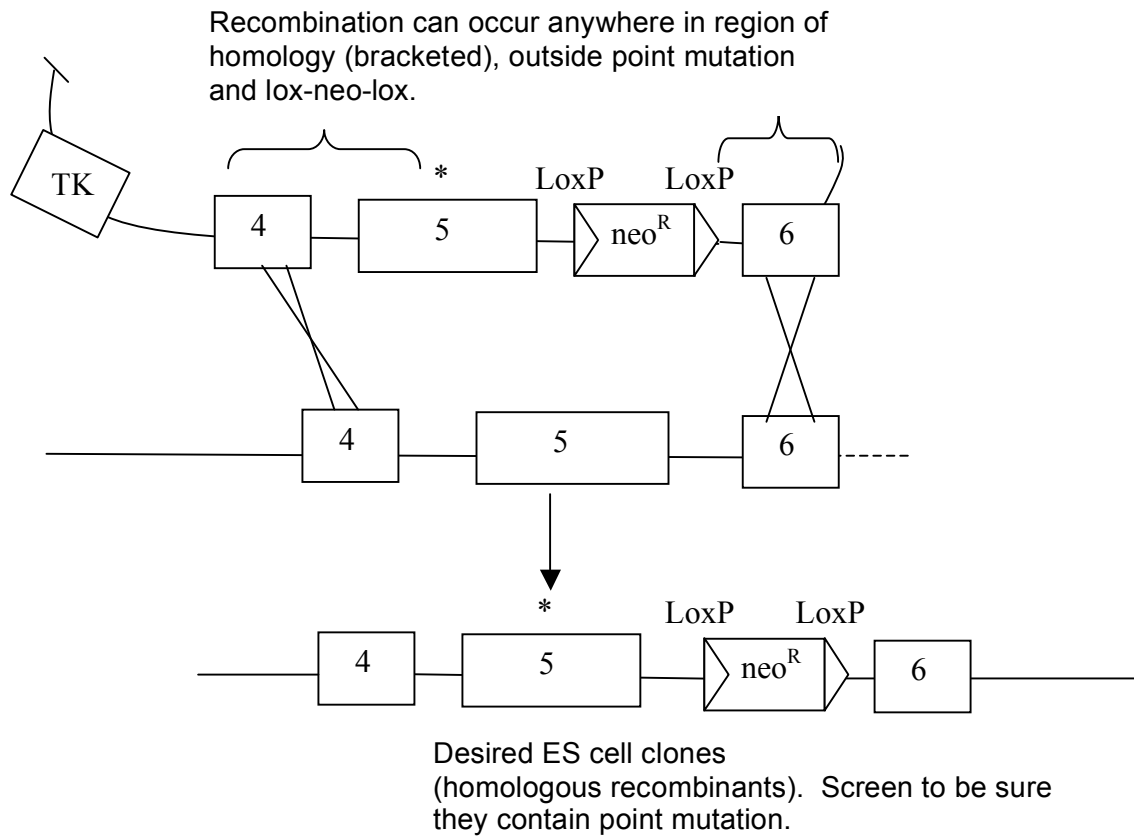 Recombination can occur anywhere in region of
homology (bracketed), outside point mutation
and lox-neo-lox.
TK
*
LoxP LoxP
4 5 neoR 6
4 5 6
*
LoxP LoxP
4 5 neoR 6
Desired ES cell clones
(homologous recombinants). Screen to be sure
they contain point mutation.